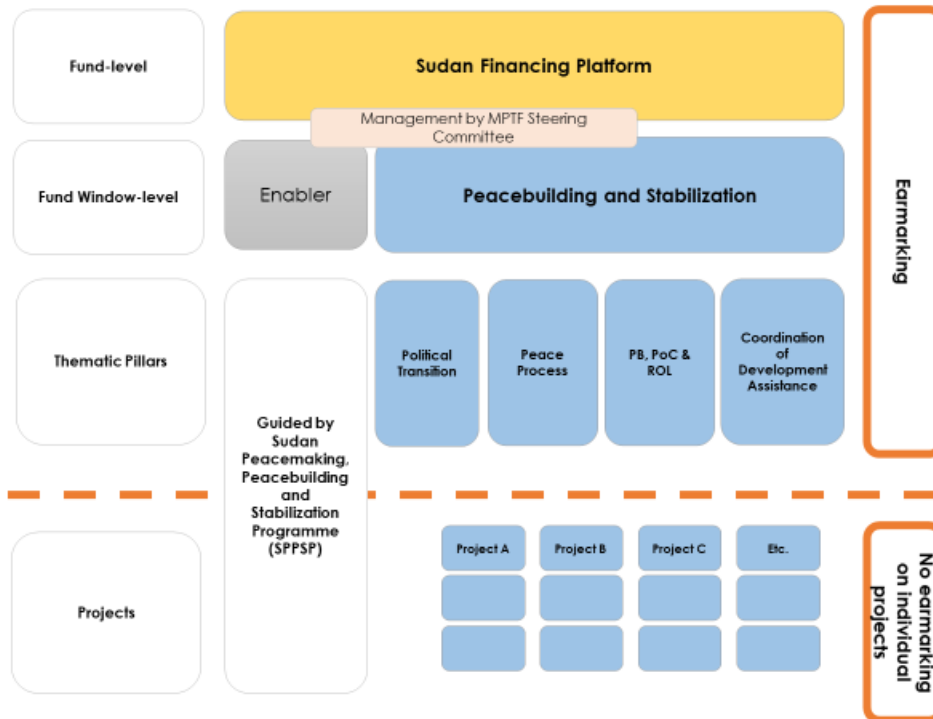 Fund-level
Sudan Financing Platform
Management by MPTF Steering
Committee
Fund Window-level
Enabler
Peacebuilding and Stabilization
Earmarking
Thematic Pillars
Political
Transition
Peace
Process
PB, PoC &
ROL
Coordination
of
Development
Assistance
Guided by
Sudan
Peacemaking,
Peacebuilding
and
Stabilization
Programme
(SPPSP)
Projects
Project A
Project B
Project C
Etc.
No earmarking
on individual
projects